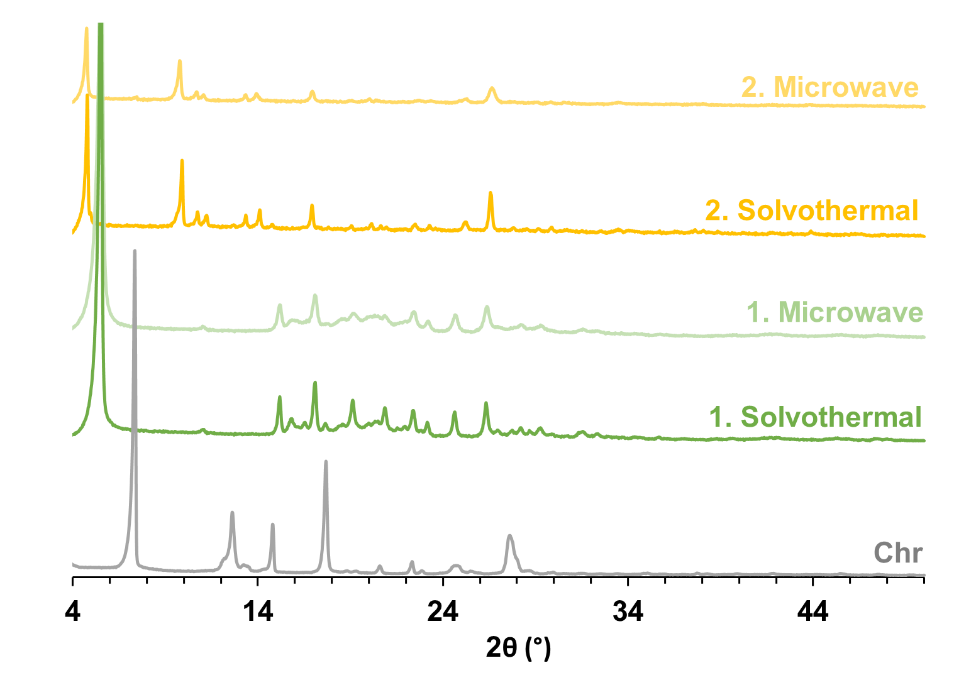 2. Microwave
2. Solvothermal
1. Microwave
1. Solvothermal
Chr
4 14 24 34 44
2θ (°)